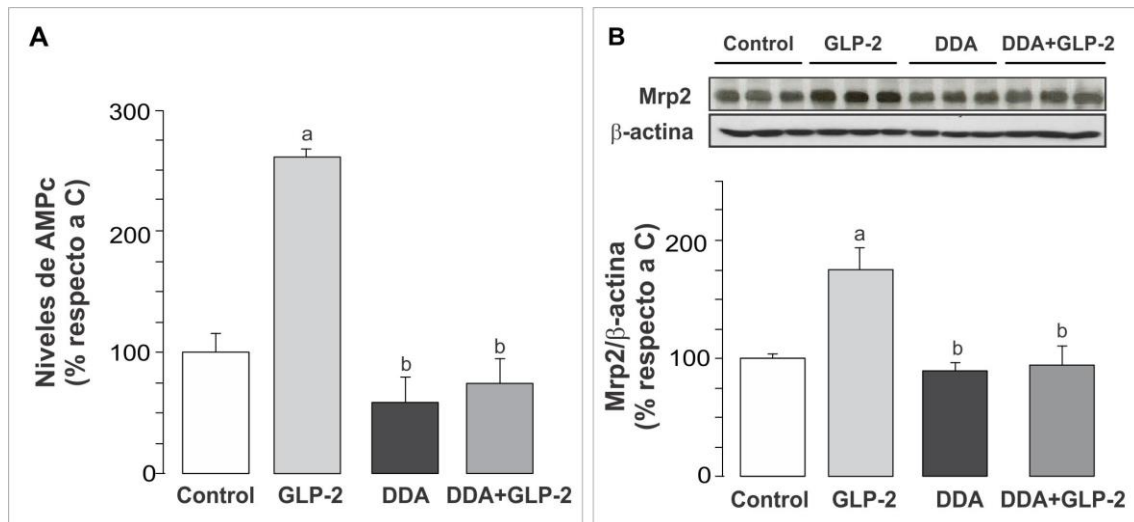 A
Niveles de AMPc
(% respecto a C)
300
200
100
0
a
b
b
Control GLP-2 DDA DDA+GLP-2
B
Control GLP-2 DDA DDA+GLP-2
Mrp2
β-actina
Mrp2/β-actina
(% respecto a C)
200
100
0
a
b
b
Control GLP-2 DDA DDA+GLP-2